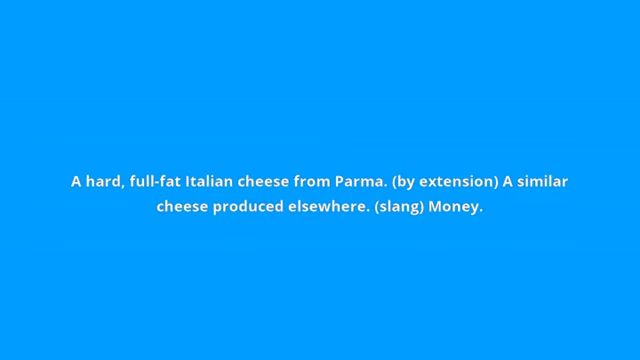 A hard, full-fat Italian cheese from Parma. (by extension) A similar
cheese produced elsewhere. (slang) Money.